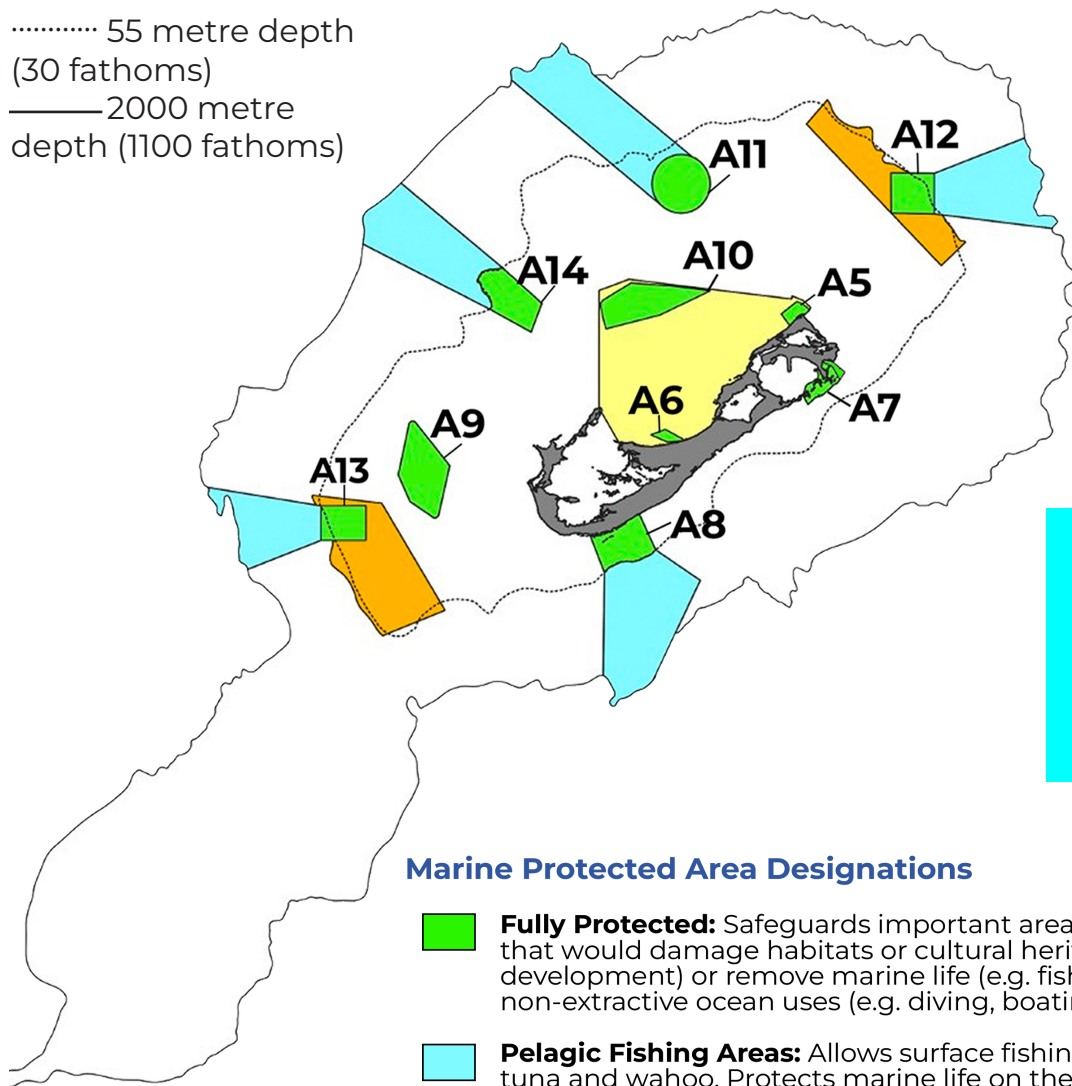 55 metre depth
(30 fathoms)
2000 metre
depth (1100 fathoms)
A11
A12
A10
A14
A5
A6
A7
A9
A13
A8
Marine Protected Area Designations
Fully Protected: Safeguards important area
that would damage habitats or cultural herit
development) or remove marine life (e.g. fish
non-extractive ocean uses (e.g. diving, boatin
Pelagic Fishing Areas: Allows surface fishin
tuna and wahoo. Protects marine life on the